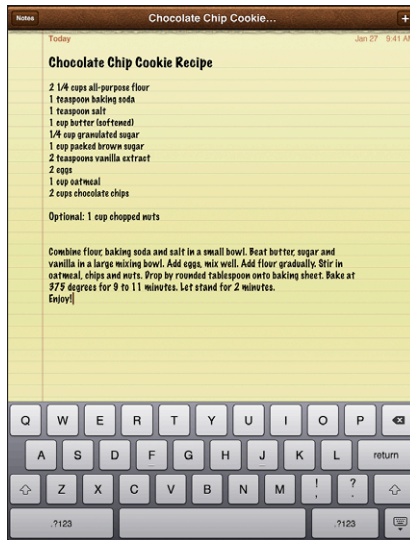 Notes
Chocolate Chip Cookie...
+
Today
Jan 27 9:41 AM
Chocolate Chip Cookie Recipe
2 1/4 cups all-purpose flour
1 teaspoon baking soda
1 teaspoon salt
1 cup butter (softened)
1/4 cup granulated sugar
1 cup packed brown sugar
2 teaspoons vanilla extract
2 eggs
1 cup oatmeal
2 cups chocolate chips
Optional: 1 cup chopped nuts
Combine flour, baking soda and salt in a small bowl. Beat butter, sugar and
vanilla in a large mixing bowl. Add eggs, mix well. Add flour gradually. Stir in
oatmeal, chips and nuts. Drop by rounded tablespoon onto baking sheet. Bake at
375 degrees for 9 to 11 minutes. Let stand for 2 minutes.
Enjoy!
Q W E R T Y U I O P
A S D F G H J K L return
Z X C V B N M ! , ? .
.?123 .?123